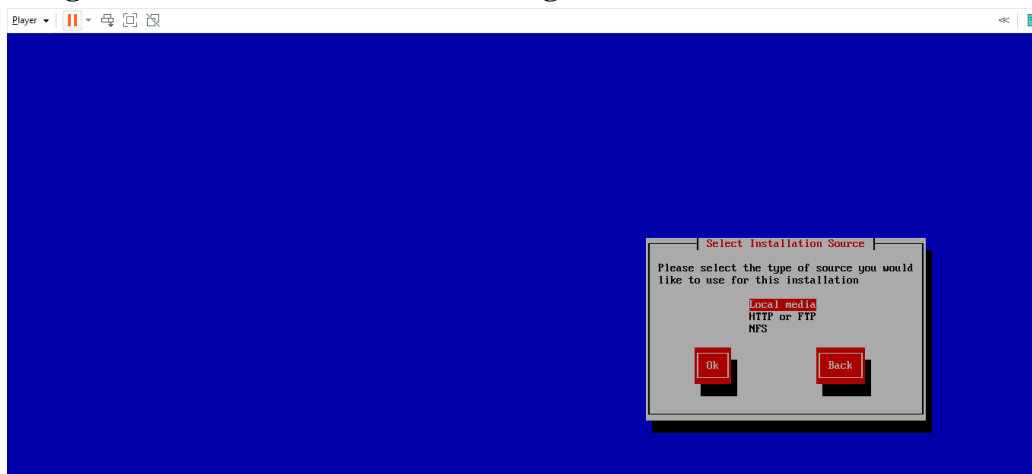 Player
Select Installation Source
Please select the type of source you would
like to use for this installation
Local media
HTTP or FTP
NFS
Ok
Back